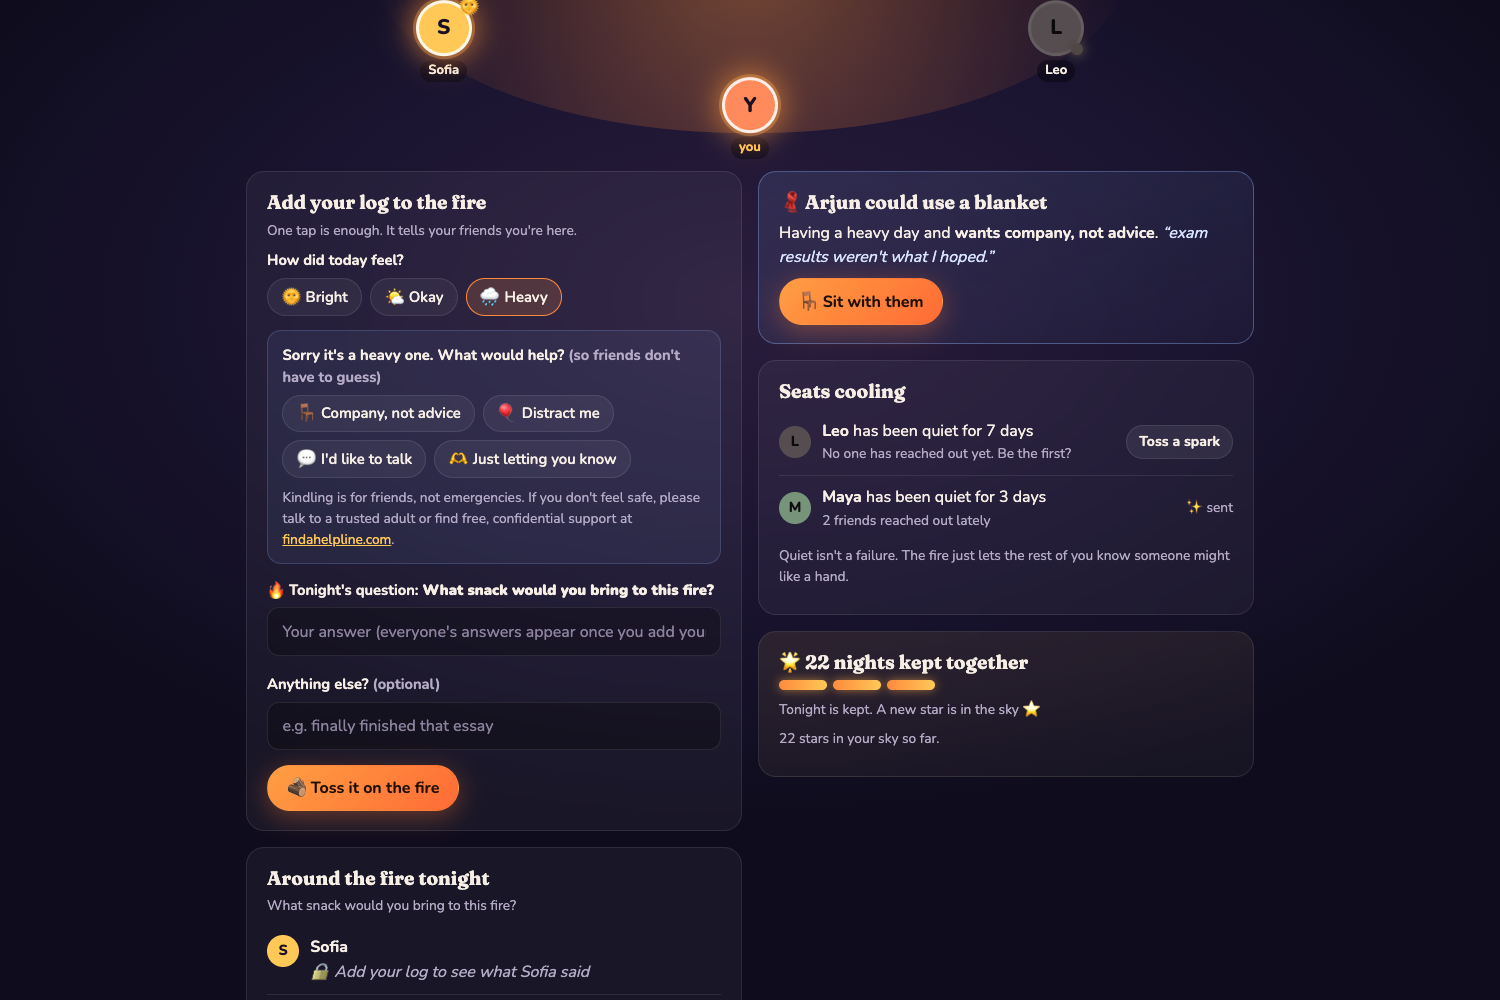 S
Sofia
L
Leo
Y
you
Add your log to the fire
One tap is enough. It tells your friends you're here.
How did today feel?
🌞 Bright
🌤️ Okay
🌧️ Heavy
Sorry it's a heavy one. What would help? (so friends don't
have to guess)
🪑 Company, not advice
🎈 Distract me
💬 I'd like to talk
🫶 Just letting you know
Kindling is for friends, not emergencies. If you don't feel safe, please
talk to a trusted adult or find free, confidential support at
findahelpline.com.
🔥 Tonight's question: What snack would you bring to this fire?
Your answer (everyone's answers appear once you add you
Anything else? (optional)
e.g. finally finished that essay
🪵 Toss it on the fire
Around the fire tonight
What snack would you bring to this fire?
S
Sofia
🔒 Add your log to see what Sofia said
🧣 Arjun could use a blanket
Having a heavy day and wants company, not advice. “exam
results weren't what I hoped.”
🪑 Sit with them
Seats cooling
L
Leo has been quiet for 7 days
No one has reached out yet. Be the first?
Toss a spark
M
Maya has been quiet for 3 days
2 friends reached out lately
✨ sent
Quiet isn't a failure. The fire just lets the rest of you know someone might
like a hand.
🌟 22 nights kept together
Tonight is kept. A new star is in the sky ⭐
22 stars in your sky so far.